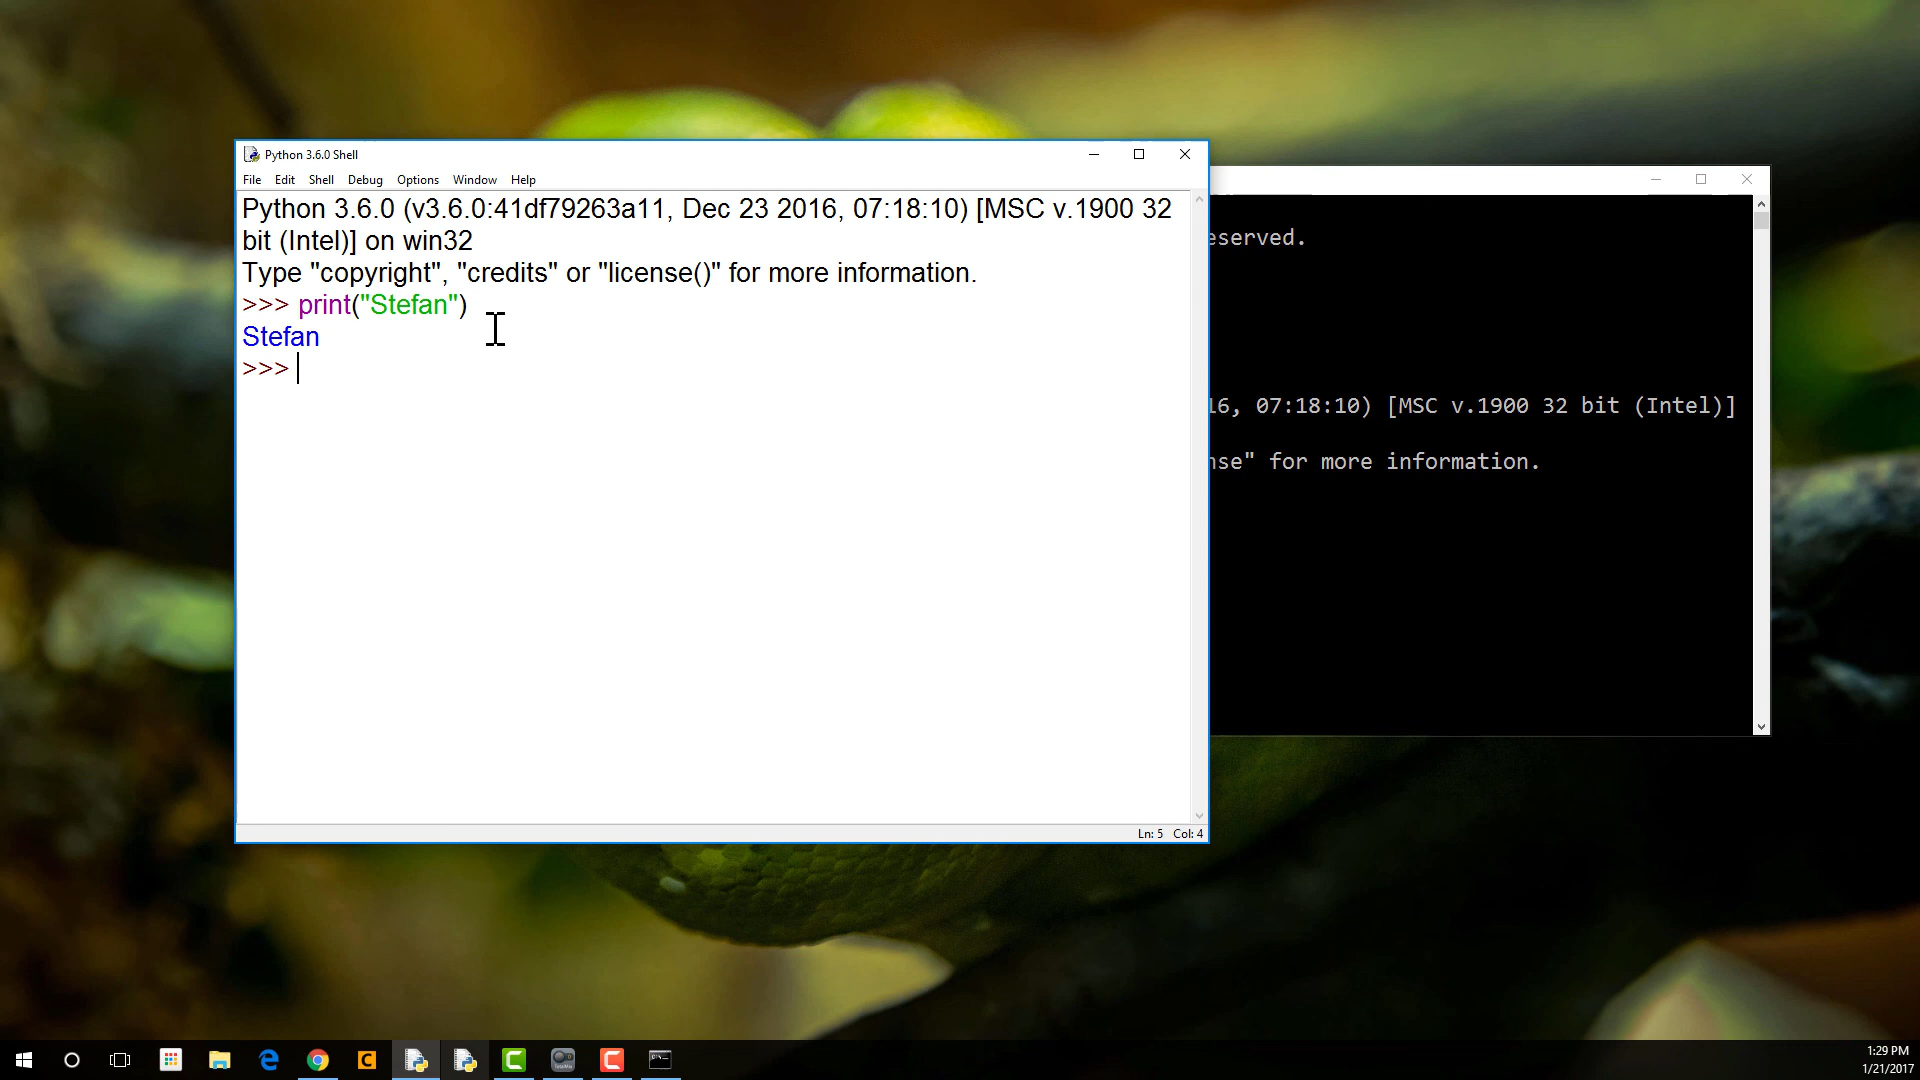 Python 3.6.0 Shell
File Edit Shell Debug Options Window Help
Python 3.6.0 (v3.6.0:41df79263a11, Dec 23 2016, 07:18:10) [MSC v.1900 32
bit (Intel)] on win32
Type "copyright", "credits" or "license()" for more information.
>>> print("Stefan")
Stefan
>>>
Ln: 5 Col: 4
eserved.
16, 07:18:10) [MSC v.1900 32 bit (Intel)]
nse" for more information.
1:29 PM
1/21/2017